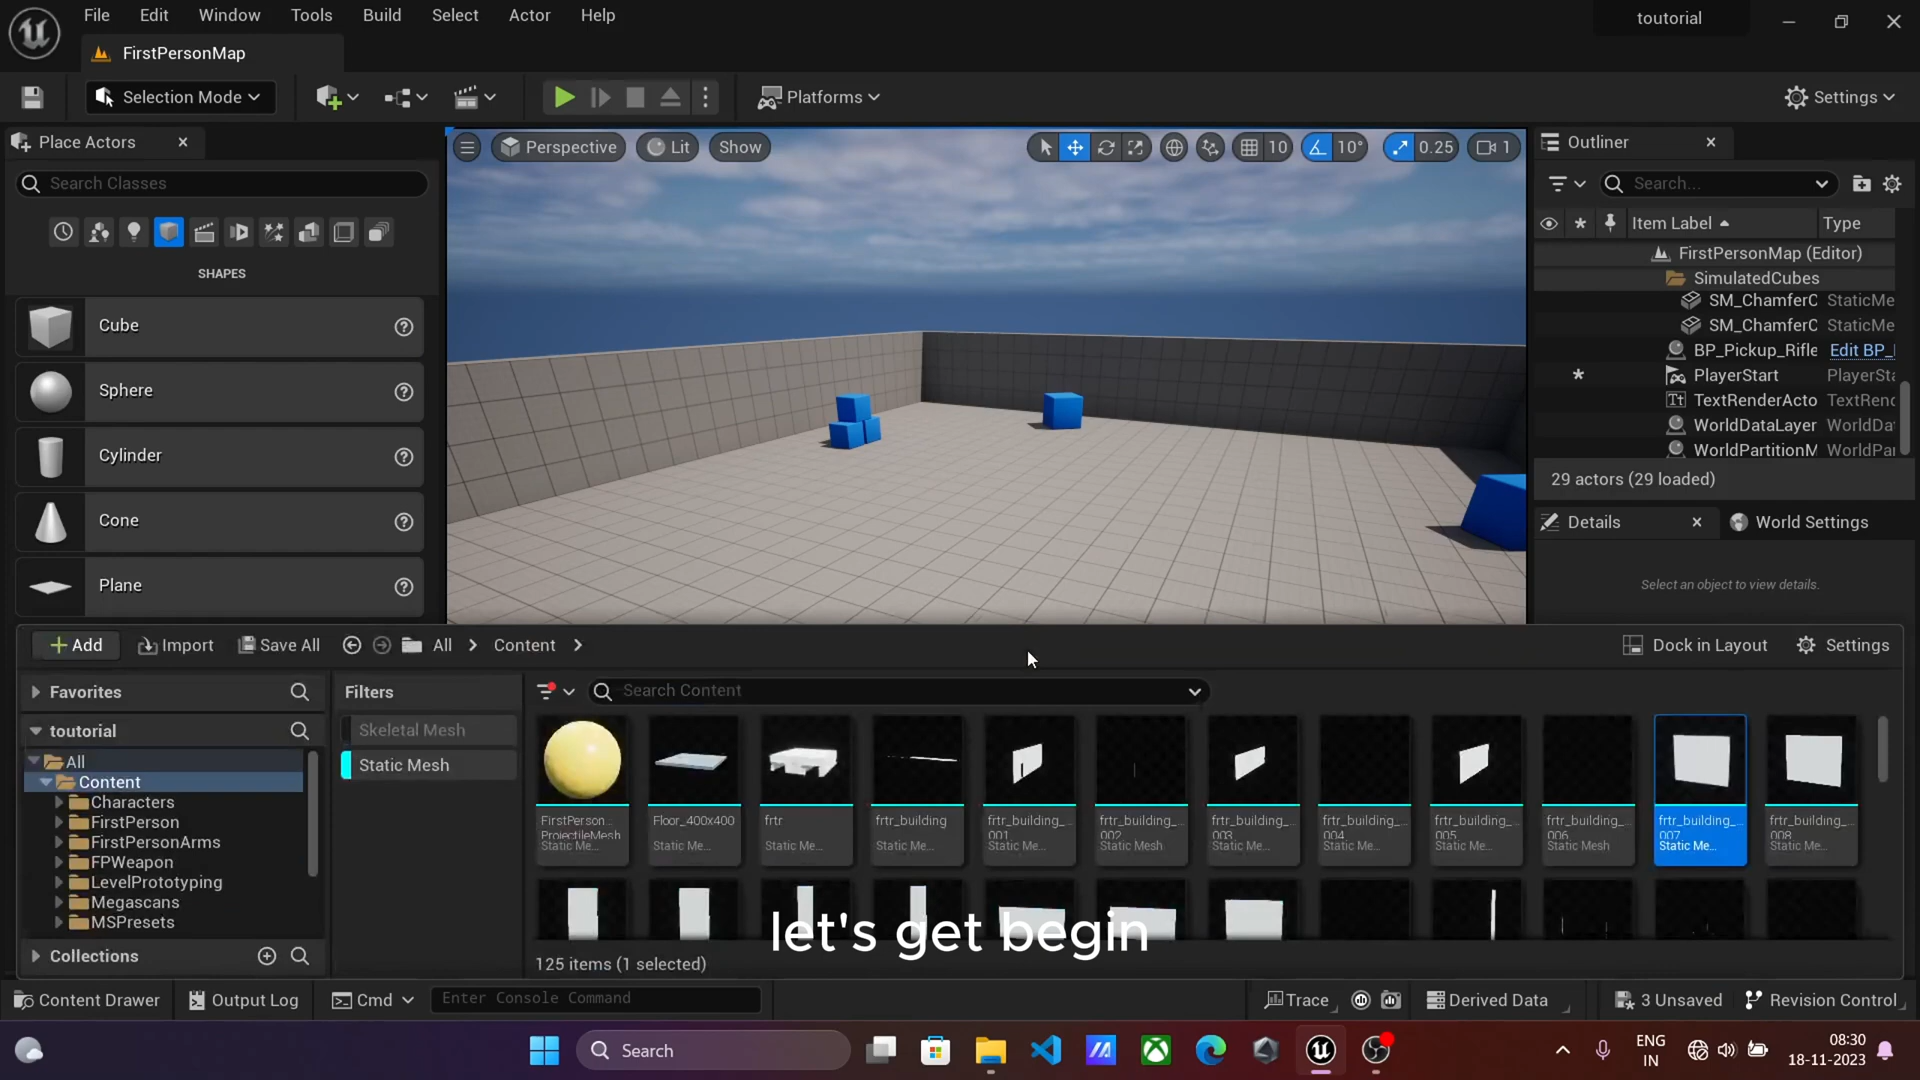 File Edit Window Tools Build Select Actor Help
toutorial
FirstPersonMap
Selection Mode
Platforms
Settings
Place Actors
Perspective
Lit
Show
10
10°
0.25
1
Outliner
Search Classes
Search...
SHAPES
Item Label
Type
FirstPersonMap (Editor)
SimulatedCubes
SM_ChamferC StaticMe
SM_ChamferC StaticMe
BP_Pickup_Rifle Edit BP_
PlayerStart PlayerSta
TextRenderActo TextRend
WorldDataLayer WorldDat
WorldPartitionM WorldPar
29 actors (29 loaded)
Cube
Sphere
Cylinder
Cone
Plane
Details
World Settings
Select an object to view details.
Add
Import
Save All
All
Content
Dock in Layout
Settings
Favorites
Filters
Search Content
toutorial
Skeletal Mesh
Static Mesh
All
Content
Characters
FirstPerson
FirstPersonArms
FPWeapon
LevelPrototyping
Megascans
MSPresets
Collections
FirstPerson...
ProjectileMesh
Static Me...
Floor_400x400
Static Me...
frtr
Static Me...
frtr_building
Static Me...
frtr_building_...
001
Static Me...
frtr_building_...
002
Static Mesh
frtr_building_...
003
Static Me...
frtr_building_...
004
Static Me...
frtr_building_...
005
Static Me...
frtr_building_...
006
Static Mesh
frtr_building_...
007
Static Me...
frtr_building_...
008
Static Me...
let's get begin
125 items (1 selected)
Content Drawer
Output Log
Cmd
Enter Console Command
Trace
Derived Data
3 Unsaved
Revision Control
Search
ENG
IN
08:30
18-11-2023